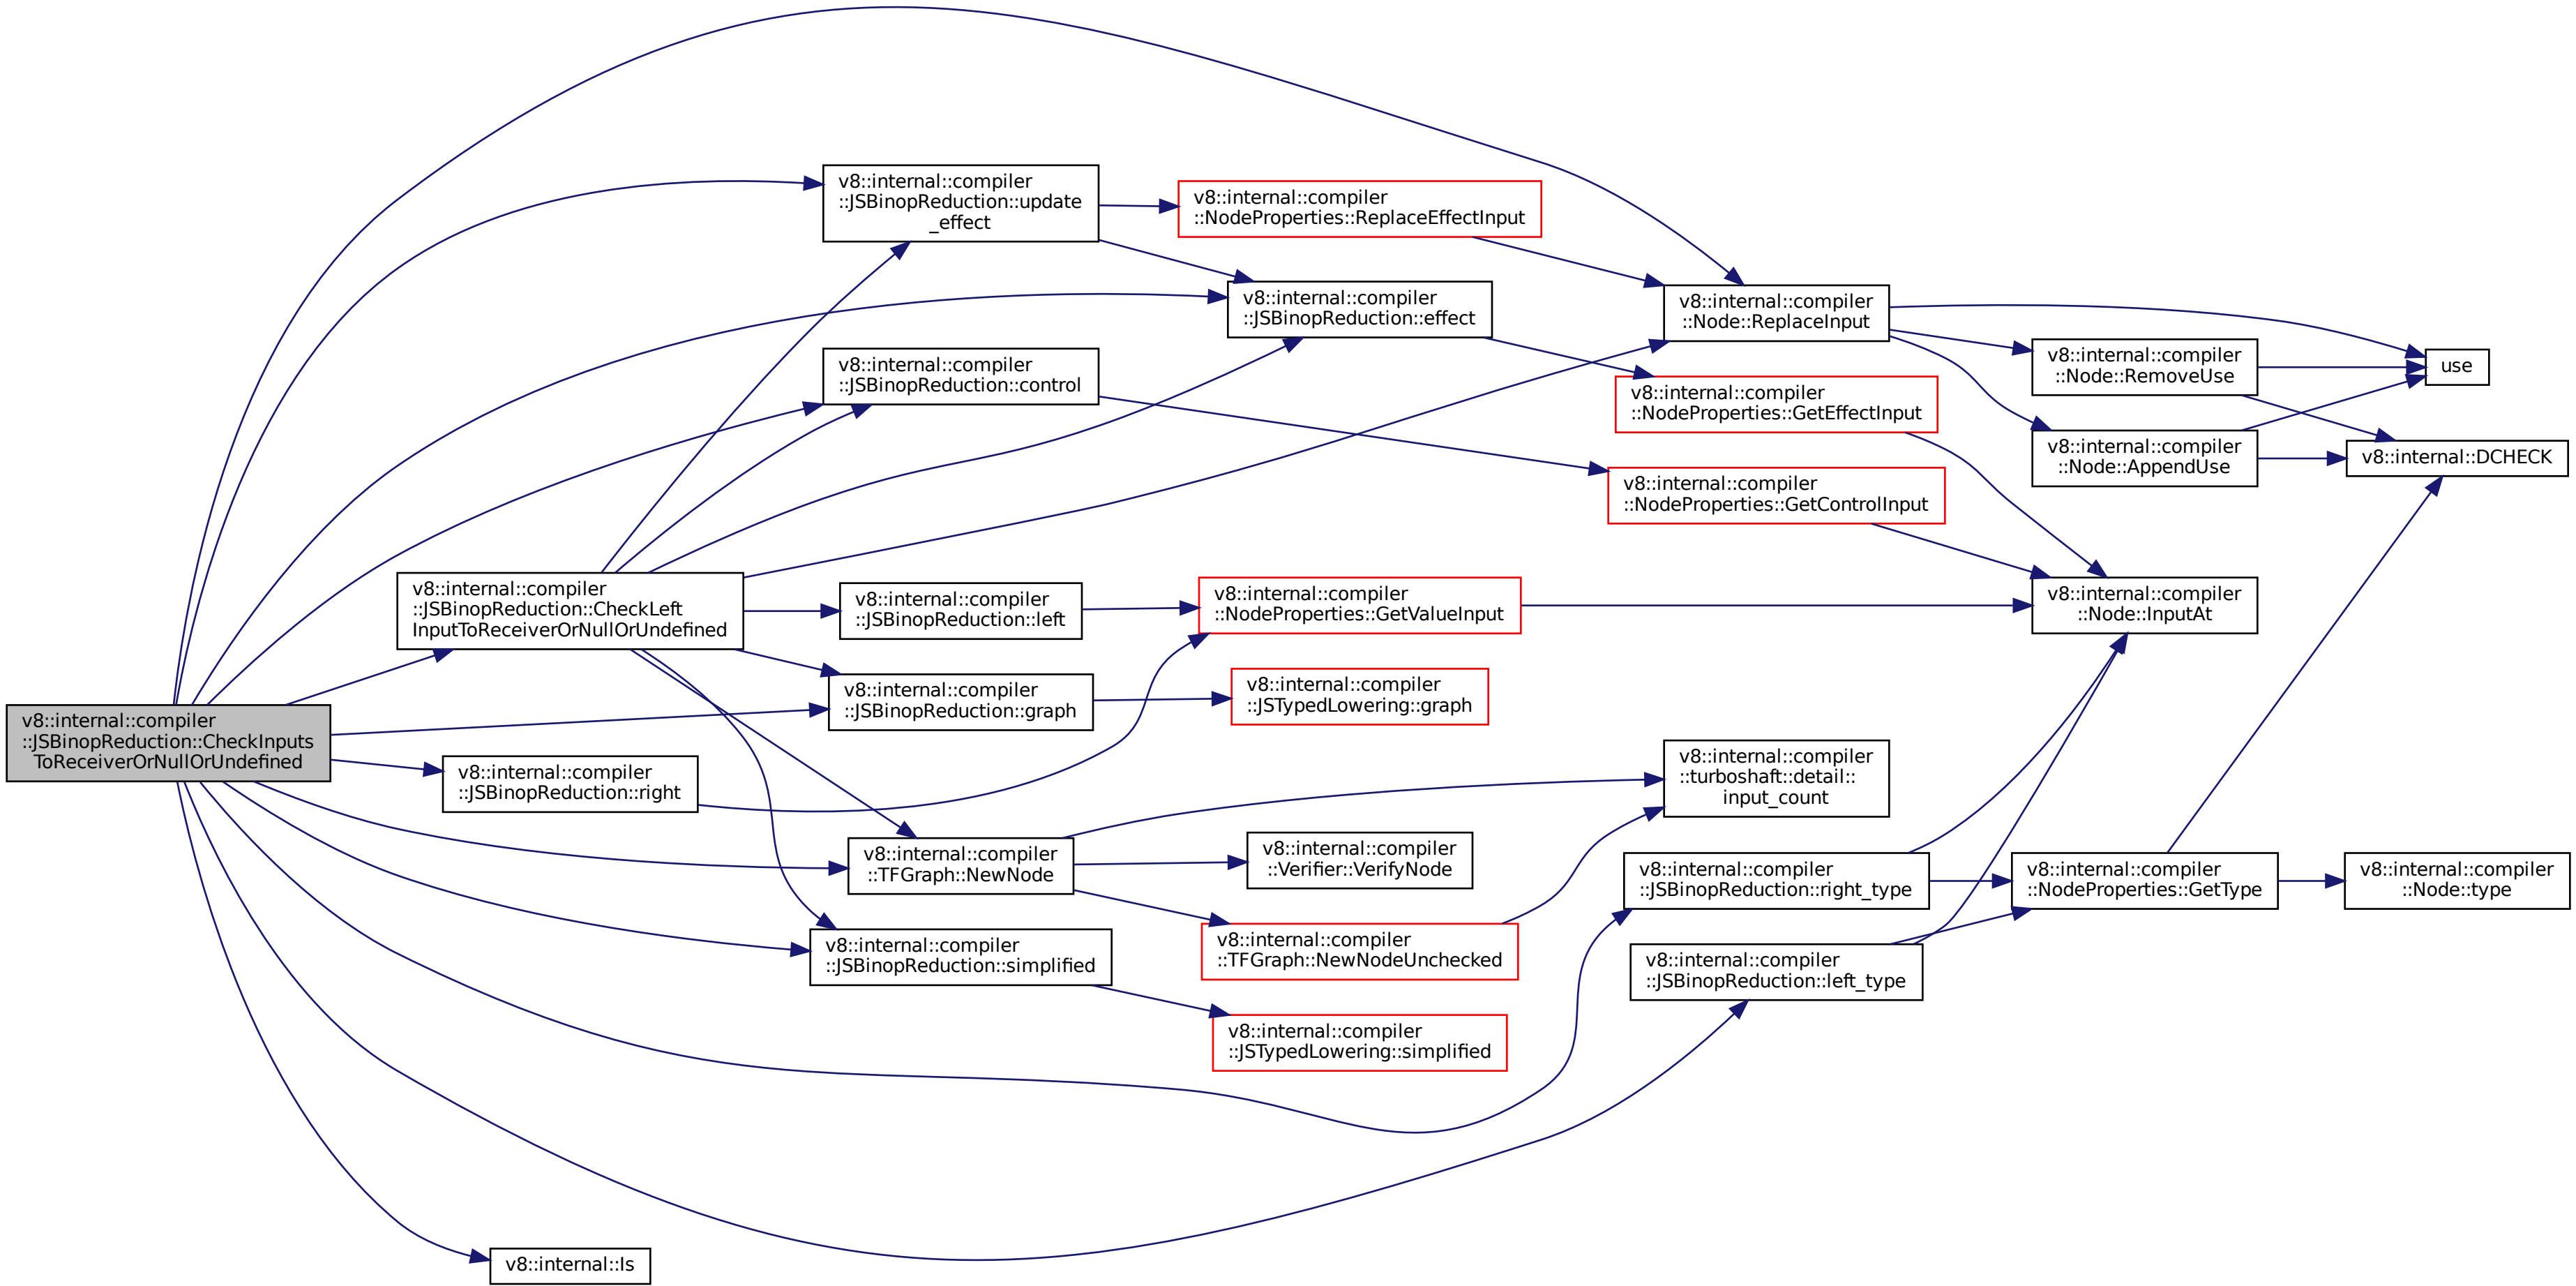 v8::internal::compiler
::JSBinopReduction::CheckInputs
ToReceiverOrNullOrUndefined
v8::internal::compiler
::JSBinopReduction::CheckLeft
InputToReceiverOrNullOrUndefined
v8::internal::compiler
::JSBinopReduction::right
v8::internal::Is
v8::internal::compiler
::JSBinopReduction::update
_effect
v8::internal::compiler
::JSBinopReduction::control
v8::internal::compiler
::JSBinopReduction::left
v8::internal::compiler
::JSBinopReduction::graph
v8::internal::compiler
::TFGraph::NewNode
v8::internal::compiler
::JSBinopReduction::simplified
v8::internal::compiler
::NodeProperties::ReplaceEffectInput
v8::internal::compiler
::JSBinopReduction::effect
v8::internal::compiler
::NodeProperties::GetValueInput
v8::internal::compiler
::JSTypedLowering::graph
v8::internal::compiler
::Verifier::VerifyNode
v8::internal::compiler
::TFGraph::NewNodeUnchecked
v8::internal::compiler
::JSTypedLowering::simplified
v8::internal::compiler
::Node::ReplaceInput
v8::internal::compiler
::NodeProperties::GetEffectInput
v8::internal::compiler
::NodeProperties::GetControlInput
v8::internal::compiler
::turboshaft::detail::
input_count
v8::internal::compiler
::JSBinopReduction::right_type
v8::internal::compiler
::JSBinopReduction::left_type
v8::internal::compiler
::Node::RemoveUse
v8::internal::compiler
::Node::AppendUse
v8::internal::compiler
::Node::InputAt
v8::internal::compiler
::NodeProperties::GetType
use
v8::internal::DCHECK
v8::internal::compiler
::Node::type